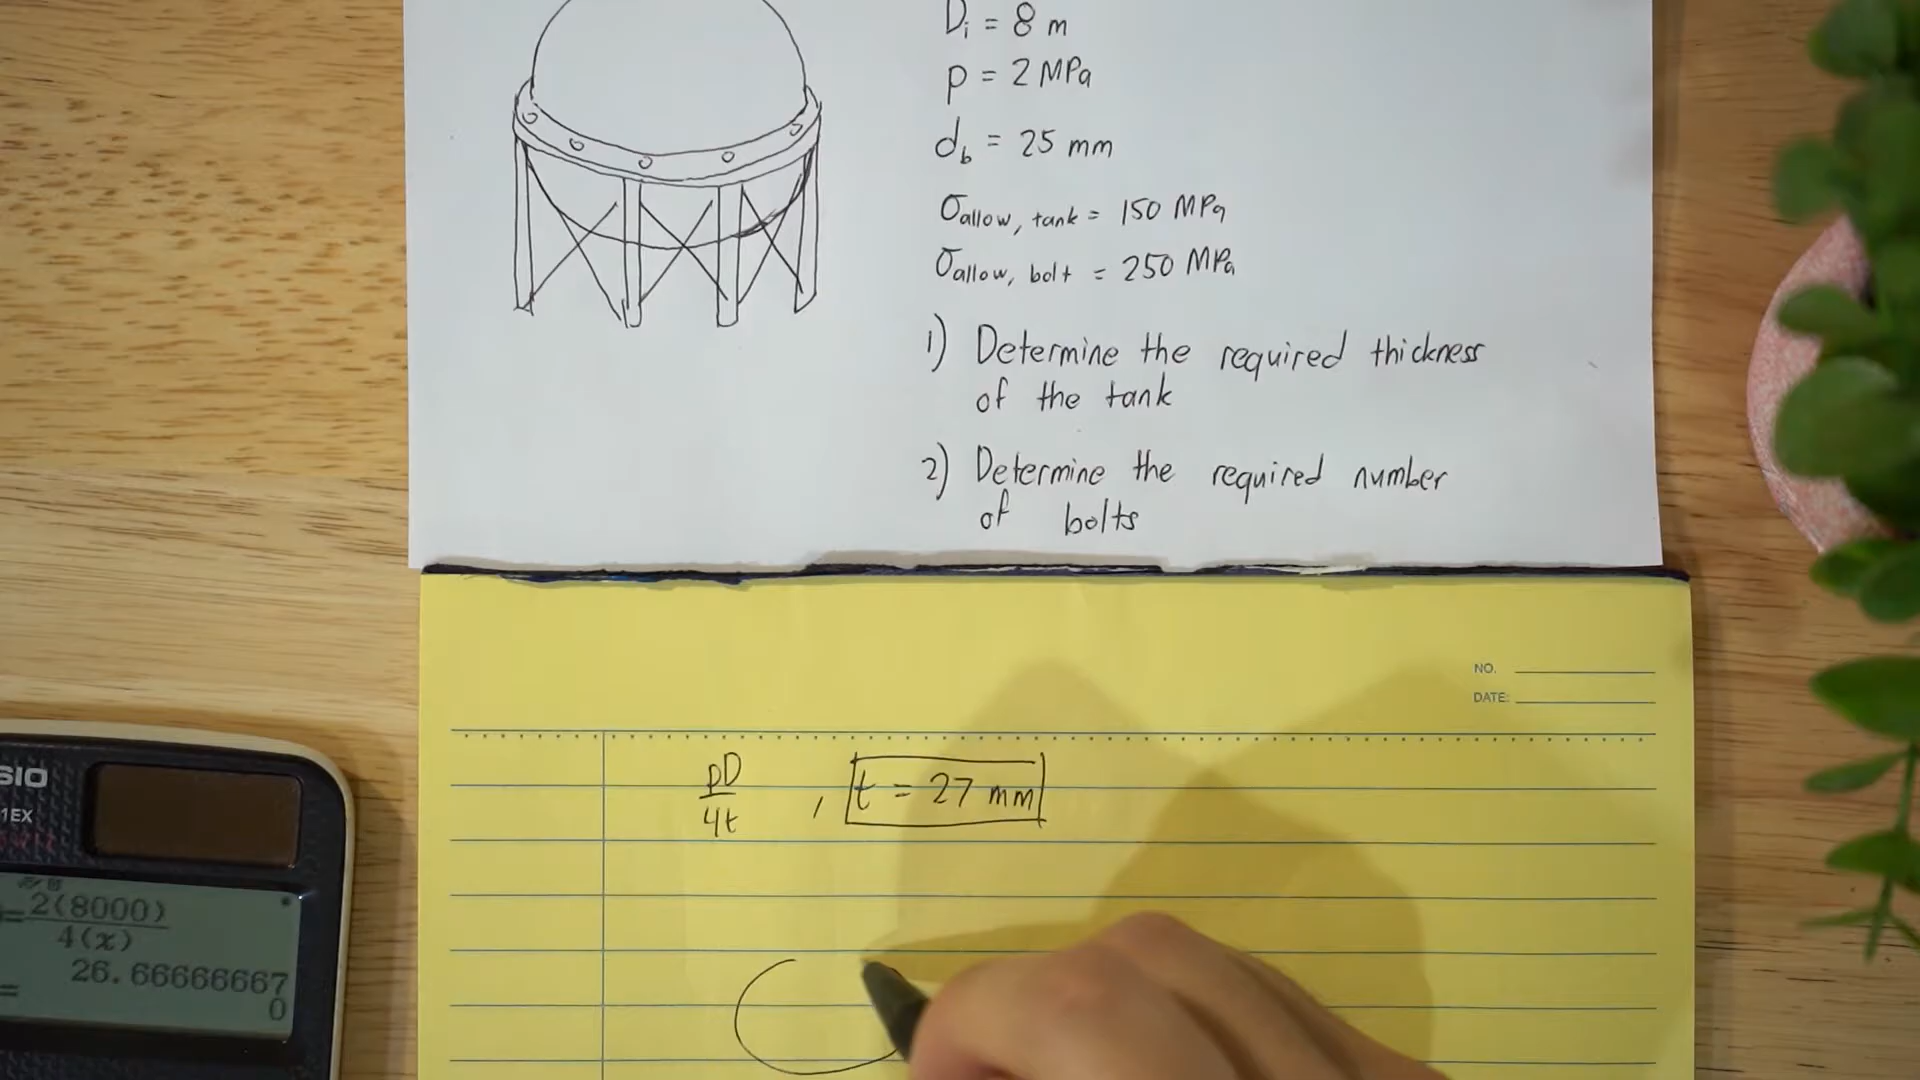 Di = 8 m
p = 2 MPa
db = 25 mm
σallow, tank = 150 MPa
σallow, bolt = 250 MPa
1) Determine the required thickness
of the tank
2) Determine the required number
of bolts
NO.
DATE:
pD
4t
, t = 27 mm
SIO
1EX
=2(8000)
4(x)
26.66666667
=
0